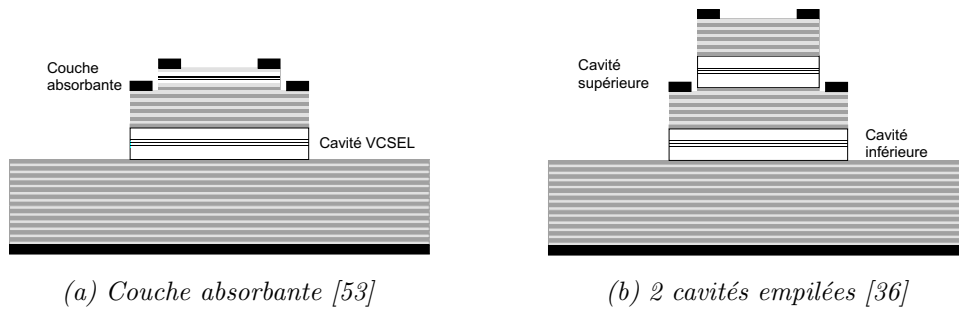 Couche
absorbante
Cavité VCSEL
(a) Couche absorbante [53]
Cavité
supérieure
Cavité
inférieure
(b) 2 cavités empilées [36]